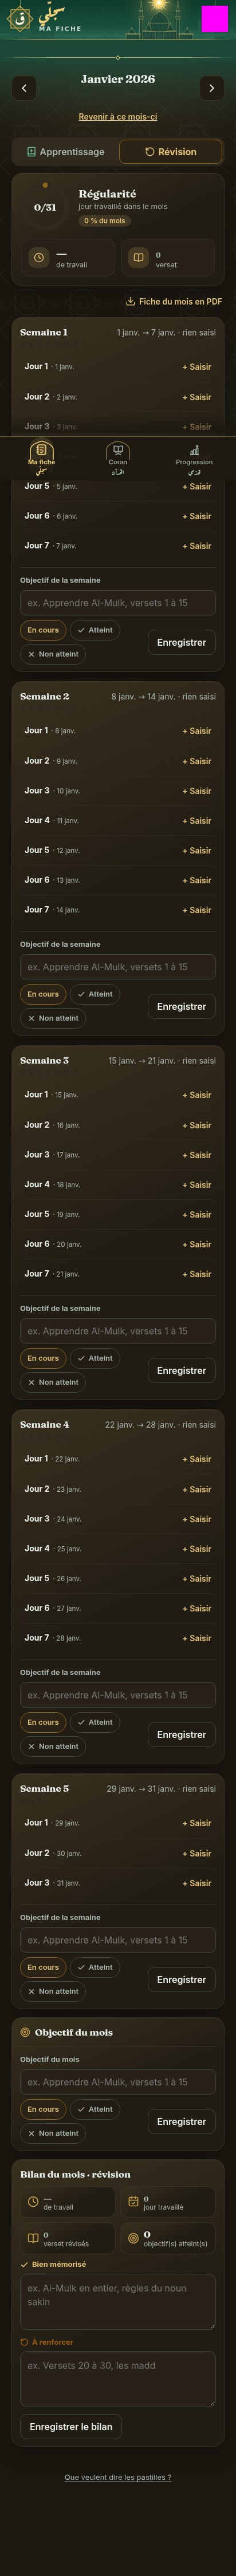 ق
سجلّي
MA FICHE
Janvier 2026
Revenir à ce mois-ci
Apprentissage
Révision
0/31
Régularité
jour travaillé dans le mois
0 % du mois
—
de travail
0
verset
Fiche du mois en PDF
Semaine 1
1 janv. → 7 janv. · rien saisi
Jour 1 · 1 janv.
+ Saisir
Jour 2 · 2 janv.
+ Saisir
Jour 3 · 3 janv.
+ Saisir
Ma fiche
سجلّي
Coran
القرآن
Progression
Jour 5 · 5 janv.
+ Saisir
Jour 6 · 6 janv.
+ Saisir
Jour 7 · 7 janv.
+ Saisir
Objectif de la semaine
ex. Apprendre Al-Mulk, versets 1 à 15
En cours
Atteint
Non atteint
Enregistrer
Semaine 2
8 janv. → 14 janv. · rien saisi
Jour 1 · 8 janv.
+ Saisir
Jour 2 · 9 janv.
+ Saisir
Jour 3 · 10 janv.
+ Saisir
Jour 4 · 11 janv.
+ Saisir
Jour 5 · 12 janv.
+ Saisir
Jour 6 · 13 janv.
+ Saisir
Jour 7 · 14 janv.
+ Saisir
Objectif de la semaine
ex. Apprendre Al-Mulk, versets 1 à 15
En cours
Atteint
Non atteint
Enregistrer
Semaine 3
15 janv. → 21 janv. · rien saisi
Jour 1 · 15 janv.
+ Saisir
Jour 2 · 16 janv.
+ Saisir
Jour 3 · 17 janv.
+ Saisir
Jour 4 · 18 janv.
+ Saisir
Jour 5 · 19 janv.
+ Saisir
Jour 6 · 20 janv.
+ Saisir
Jour 7 · 21 janv.
+ Saisir
Objectif de la semaine
ex. Apprendre Al-Mulk, versets 1 à 15
En cours
Atteint
Non atteint
Enregistrer
Semaine 4
22 janv. → 28 janv. · rien saisi
Jour 1 · 22 janv.
+ Saisir
Jour 2 · 23 janv.
+ Saisir
Jour 3 · 24 janv.
+ Saisir
Jour 4 · 25 janv.
+ Saisir
Jour 5 · 26 janv.
+ Saisir
Jour 6 · 27 janv.
+ Saisir
Jour 7 · 28 janv.
+ Saisir
Objectif de la semaine
ex. Apprendre Al-Mulk, versets 1 à 15
En cours
Atteint
Non atteint
Enregistrer
Semaine 5
29 janv. → 31 janv. · rien saisi
Jour 1 · 29 janv.
+ Saisir
Jour 2 · 30 janv.
+ Saisir
Jour 3 · 31 janv.
+ Saisir
Objectif de la semaine
ex. Apprendre Al-Mulk, versets 1 à 15
En cours
Atteint
Non atteint
Enregistrer
Objectif du mois
Objectif du mois
ex. Apprendre Al-Mulk, versets 1 à 15
En cours
Atteint
Non atteint
Enregistrer
Bilan du mois · révision
—
de travail
0
jour travaillé
0
verset révisés
0
objectif(s) atteint(s)
Bien mémorisé
ex. Al-Mulk en entier, règles du noun
sakin
À renforcer
ex. Versets 20 à 30, les madd
Enregistrer le bilan
Que veulent dire les pastilles ?